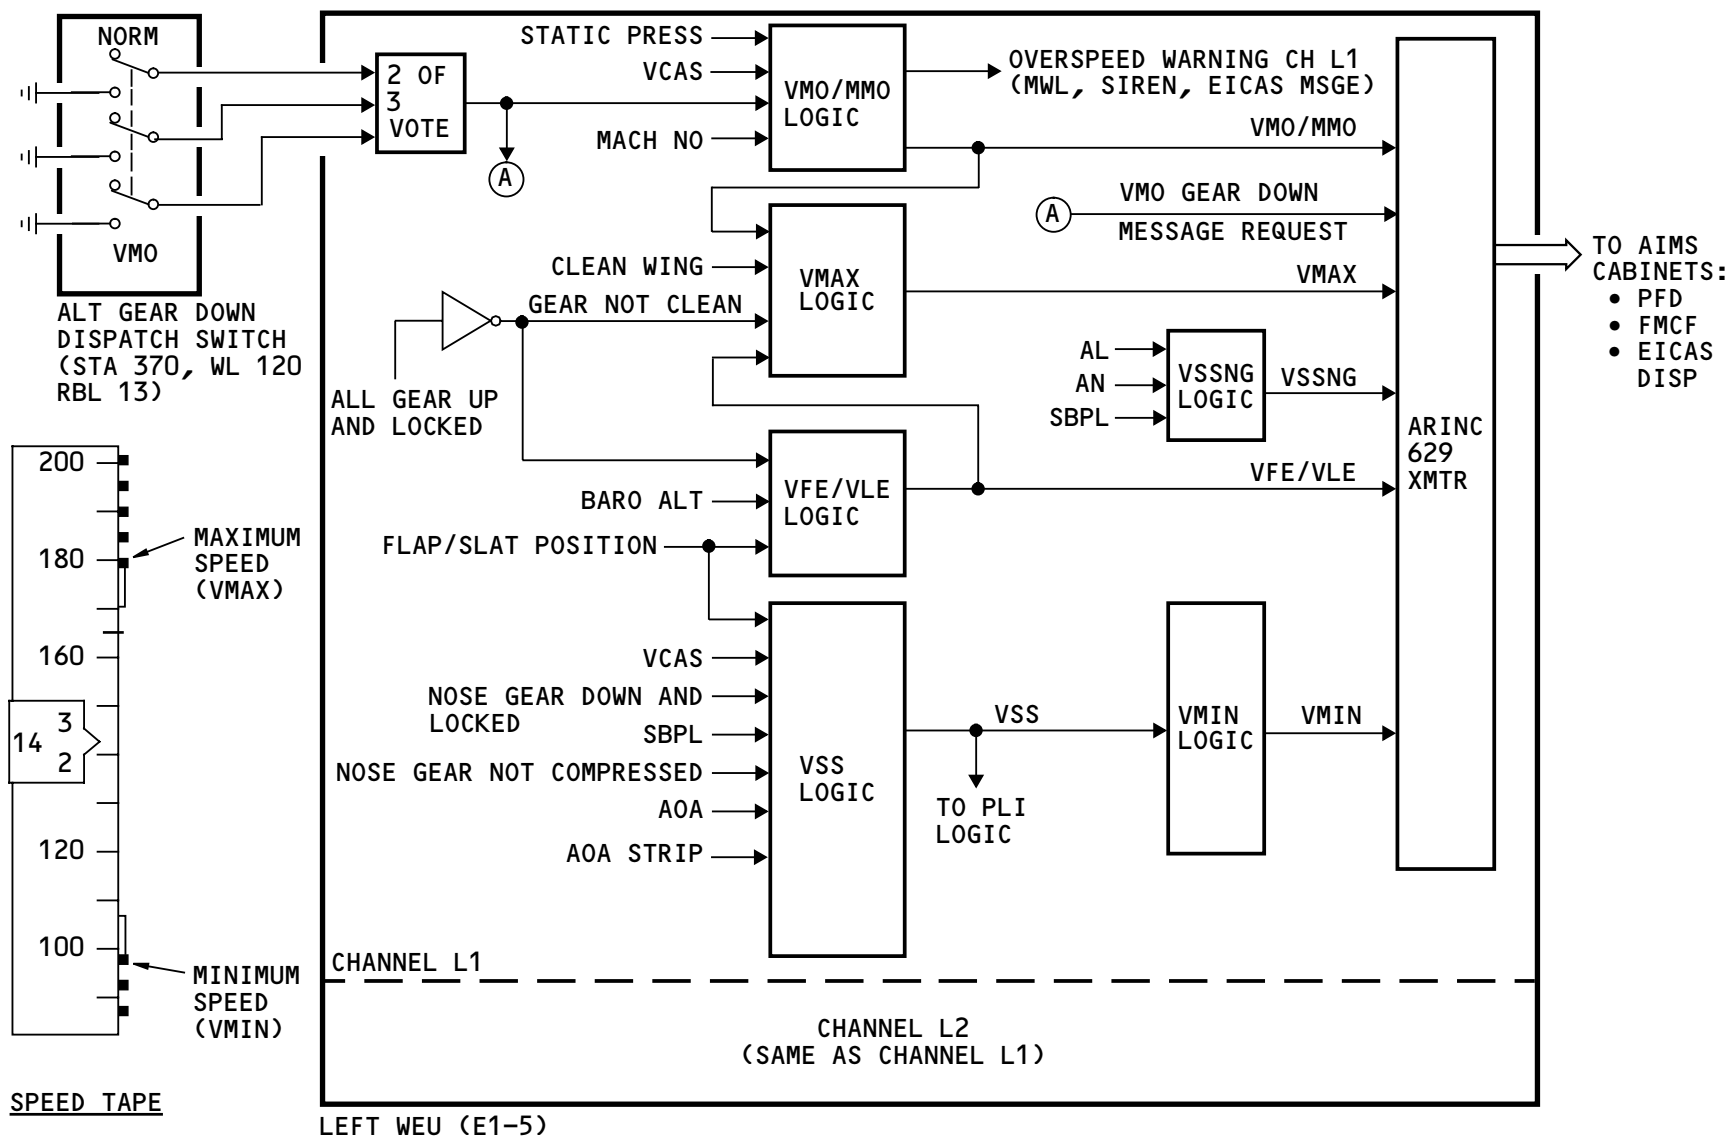 NORM
VMO
ALT GEAR DOWN
DISPATCH SWITCH
(STA 370, WL 120
RBL 13)
2 OF
3
VOTE
A
STATIC PRESS
VCAS
MACH NO
VMO/MMO
LOGIC
OVERSPEED WARNING CH L1
(MWL, SIREN, EICAS MSGE)
VMO/MMO
A
VMO GEAR DOWN
MESSAGE REQUEST
CLEAN WING
GEAR NOT CLEAN
VMAX
LOGIC
VMAX
ALL GEAR UP
AND LOCKED
AL
AN
SBPL
VSSNG
LOGIC
VSSNG
BARO ALT
FLAP/SLAT POSITION
VFE/VLE
LOGIC
VFE/VLE
ARINC
629
XMTR
TO AIMS
CABINETS:
• PFD
• FMCF
• EICAS
DISP
VCAS
NOSE GEAR DOWN AND
LOCKED
SBPL
NOSE GEAR NOT COMPRESSED
AOA
AOA STRIP
VSS
LOGIC
VSS
TO PLI
LOGIC
VMIN
LOGIC
VMIN
CHANNEL L1
CHANNEL L2
(SAME AS CHANNEL L1)
LEFT WEU (E1-5)
200
180
160
3
14
2
120
100
MAXIMUM
SPEED
(VMAX)
MINIMUM
SPEED
(VMIN)
SPEED TAPE